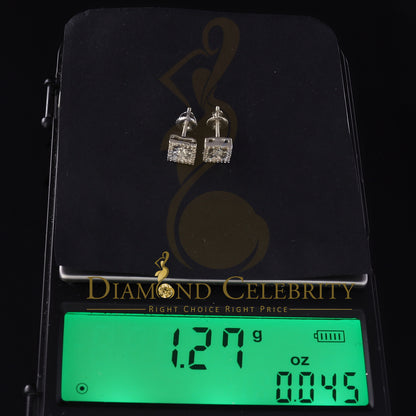 DIAMOND CELEBRITY
RIGHT CHOICE RIGHT PRICE
1.27 g
oz
0.045